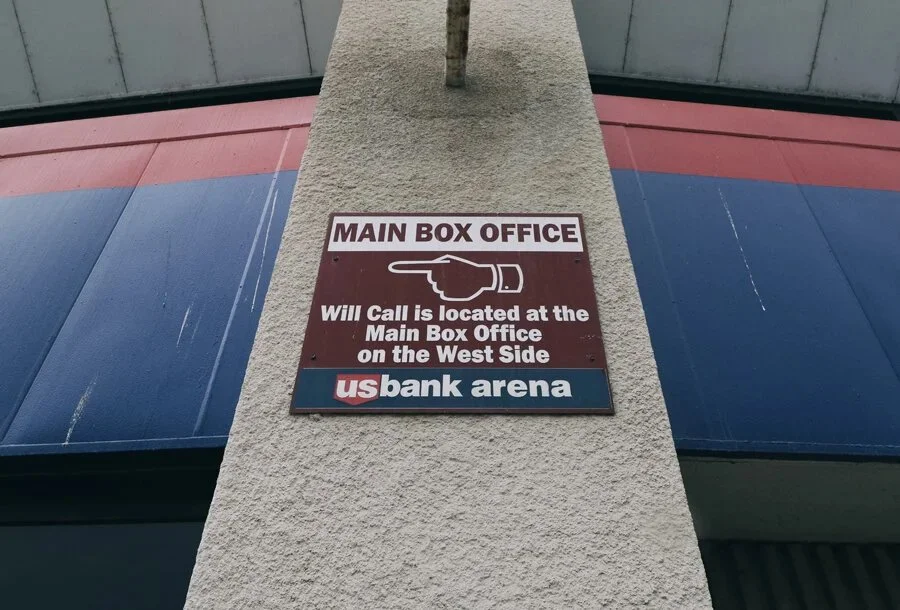 MAIN BOX OFFICE
Will Call is located at the
Main Box Office
on the West Side
usbank arena